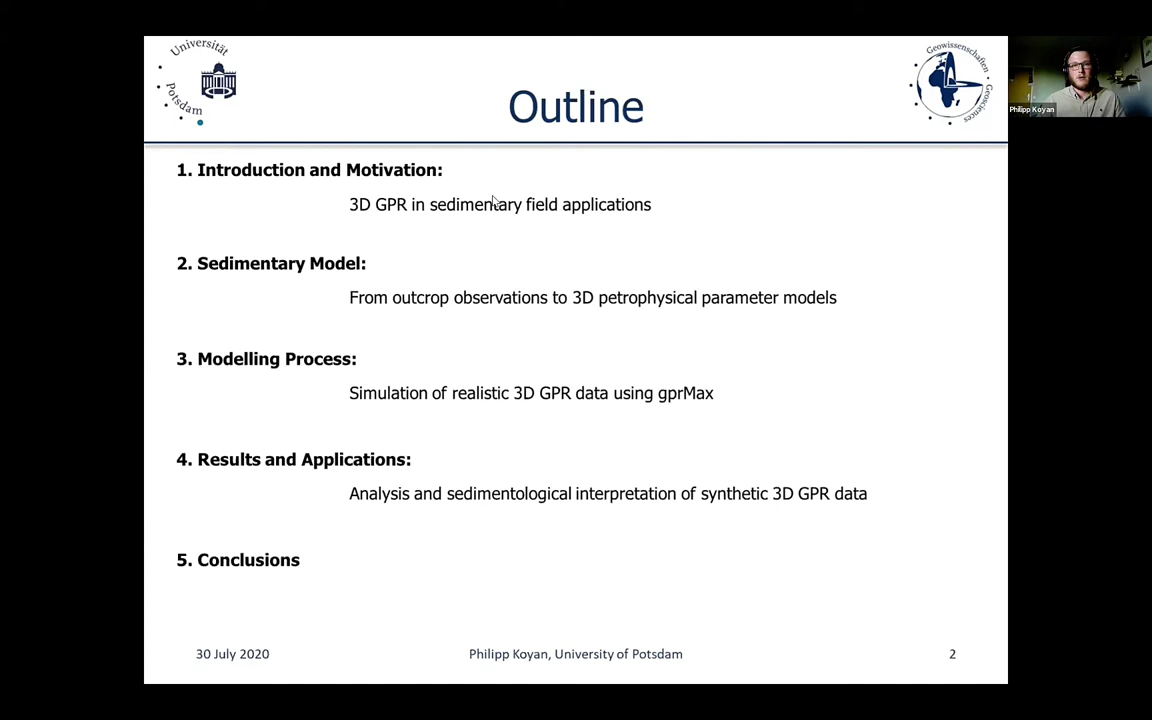 Universität
Potsdam
Geowissenschaften
Geosciences
Outline
Philipp Koyan
1. Introduction and Motivation:
3D GPR in sedimentary field applications
2. Sedimentary Model:
From outcrop observations to 3D petrophysical parameter models
3. Modelling Process:
Simulation of realistic 3D GPR data using gprMax
4. Results and Applications:
Analysis and sedimentological interpretation of synthetic 3D GPR data
5. Conclusions
30 July 2020
Philipp Koyan, University of Potsdam
2